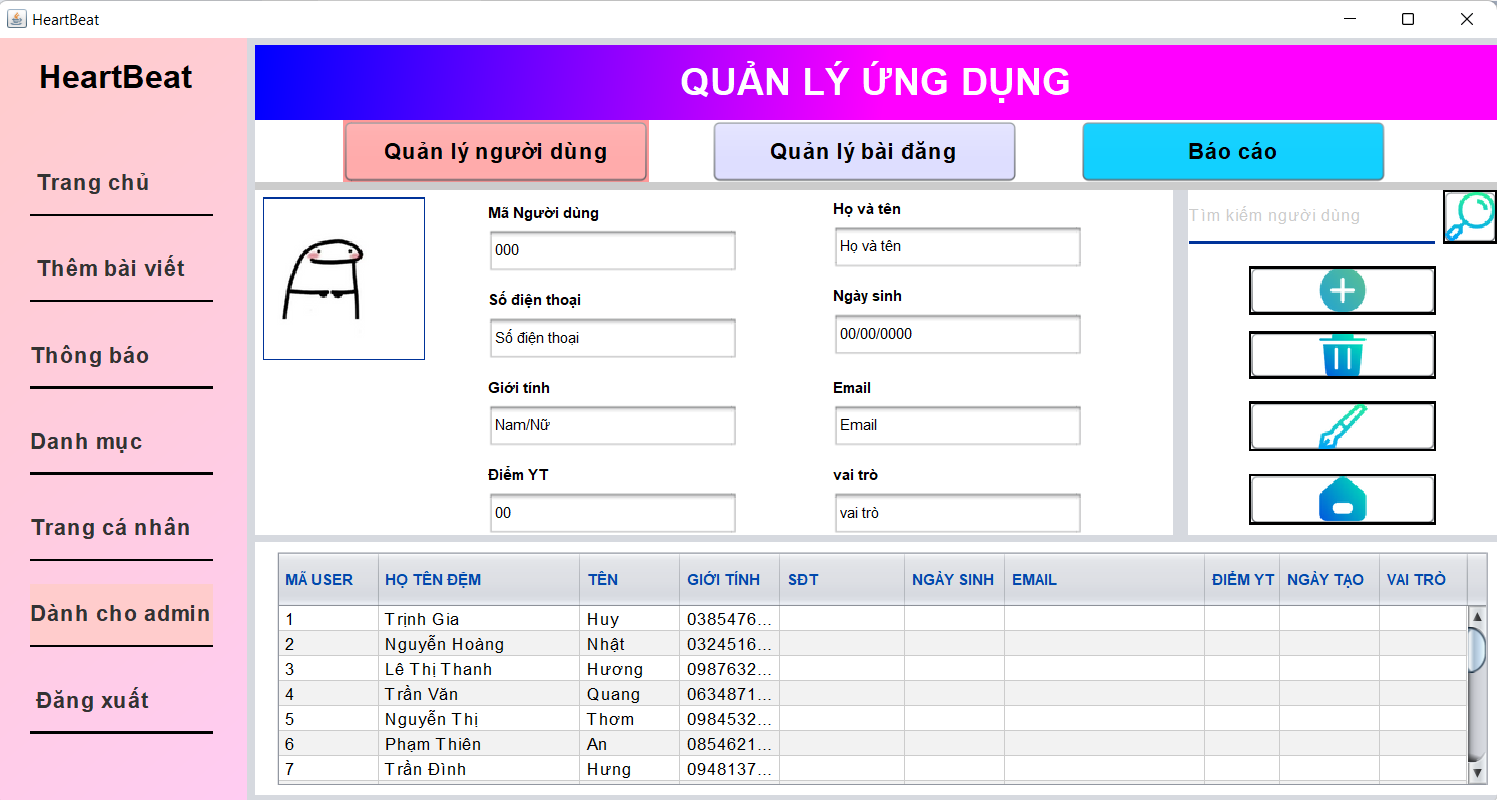 HeartBeat
HeartBeat
Trang chủ
Thêm bài viết
Thông báo
Danh mục
Trang cá nhân
Dành cho admin
Đăng xuất
QUẢN LÝ ỨNG DỤNG
Quản lý người dùng
Quản lý bài đăng
Báo cáo
Mã Người dùng
000
Họ và tên
Họ và tên
Số điện thoại
Số điện thoại
Ngày sinh
00/00/0000
Giới tính
Nam/Nữ
Email
Email
Điểm YT
00
vai trò
vai trò
Tìm kiếm người dùng
MÃ USER HỌ TÊN ĐỆM TÊN GIỚI TÍNH SĐT NGÀY SINH EMAIL ĐIỂM YT NGÀY TẠO VAI TRÒ
1 Trịnh Gia Huy 0385476...
2 Nguyễn Hoàng Nhật 0324516...
3 Lê Thị Thanh Hương 0987632...
4 Trần Văn Quang 0634871...
5 Nguyễn Thị Thơm 0984532...
6 Phạm Thiên An 0854621...
7 Trần Đình Hưng 0948137...